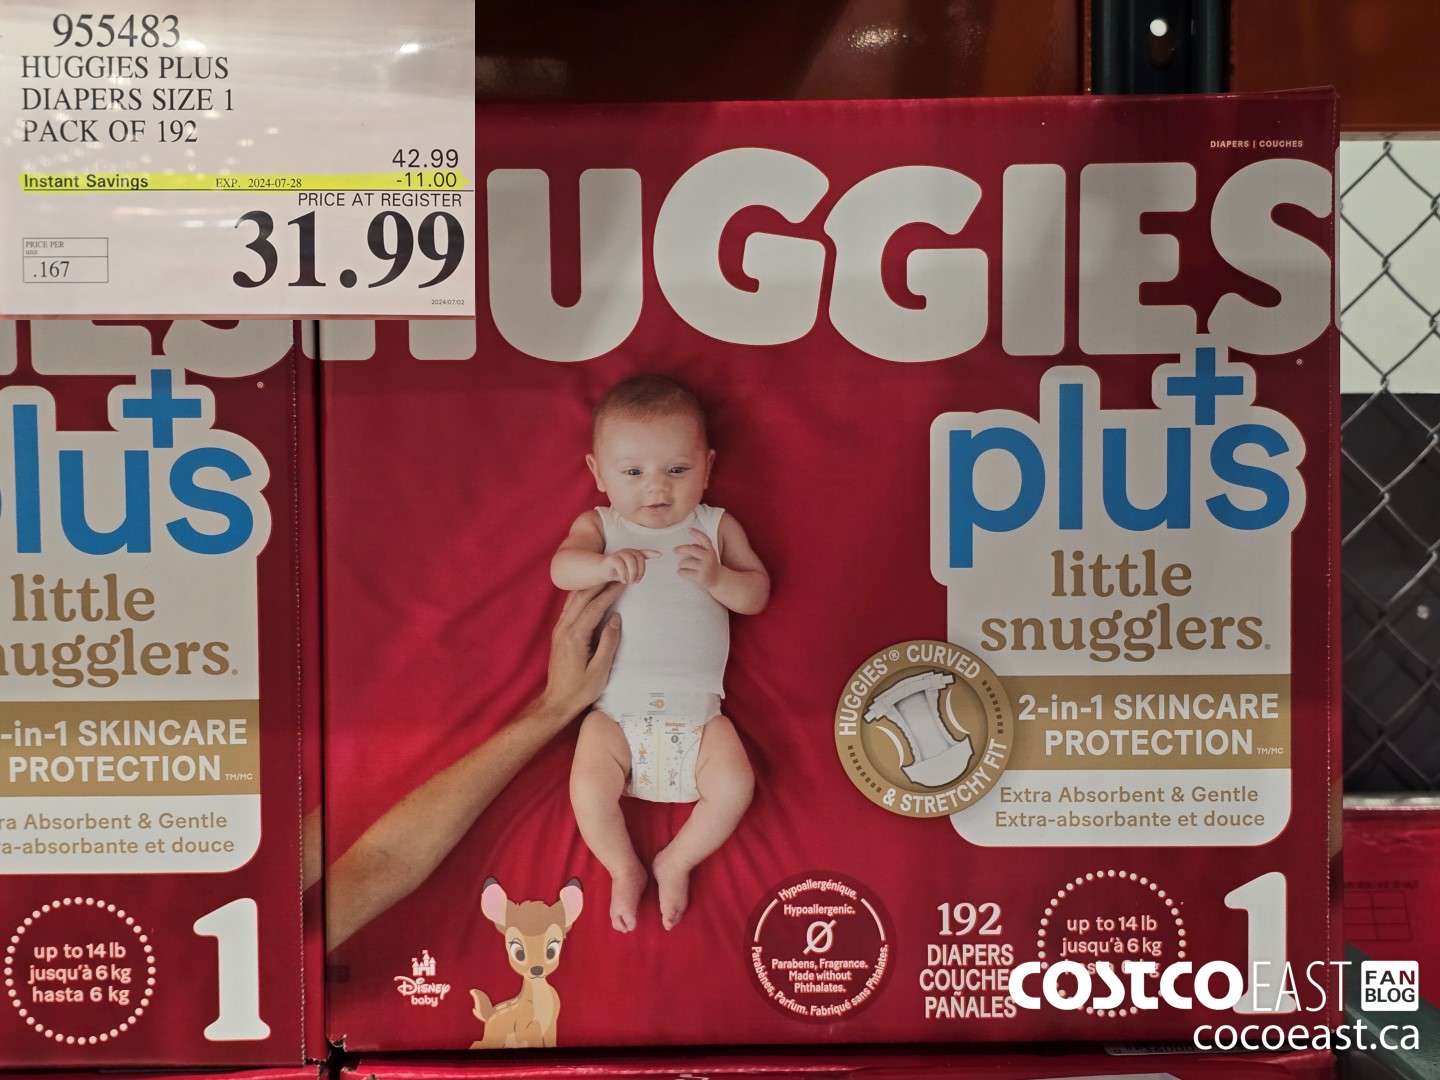 955483
HUGGIES PLUS
DIAPERS SIZE 1
PACK OF 192
42.99
Instant Savings EXP. 2024-07-28 -11.00
PRICE AT REGISTER
31.99
PRICE PER
.167
2024/07/02
DIAPERS | COUCHES
HUGGIES®
plus+
little
snugglers®
HUGGIES'® CURVED
& STRETCHY FIT
2-in-1 SKINCARE
PROTECTION TM/MC
Extra Absorbent & Gentle
Extra-absorbante et douce
Hypoallergénique.
Hypoallergenic.
Parabens, Fragrance.
Made without
Phthalates.
Parabènes, Parfum. Fabriqué sans Phtalates.
192
DIAPERS
COUCHE
PAÑALES
up to 14 lb
jusqu'à 6 kg
1
Disney
baby
ES®
plus+
little
nugglers®
-in-1 SKINCARE
PROTECTION TM/MC
ra Absorbent & Gentle
a-absorbante et douce
up to 14 lb
jusqu'à 6 kg
hasta 6 kg
1
COSTCO EAST FAN BLOG
cocoeast.ca